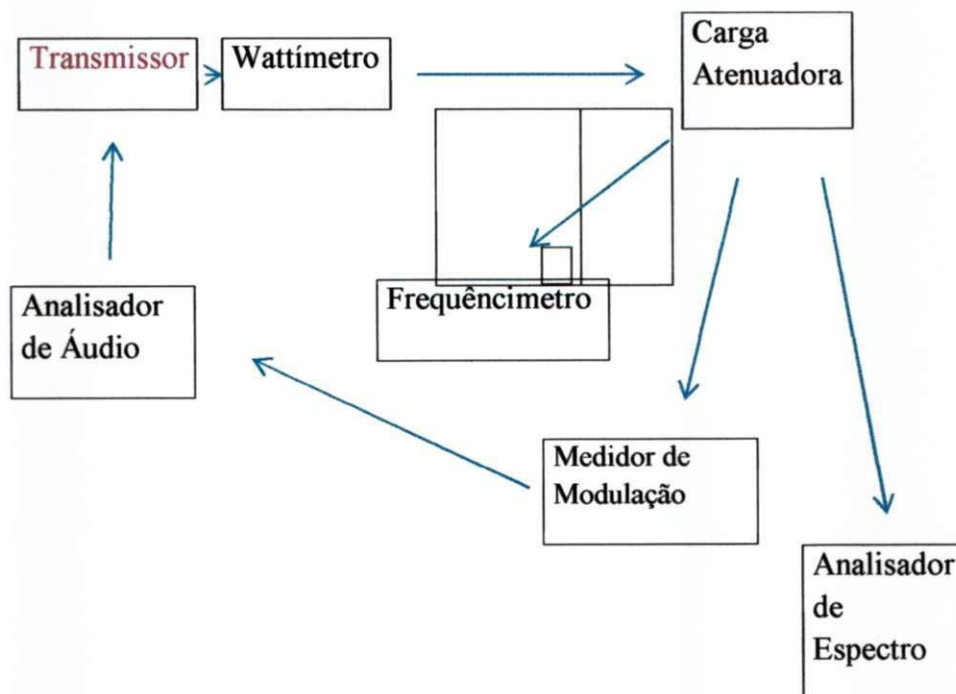 Transmissor
Wattímetro
Carga
Atenuadora
Analisador
de Áudio
Frequêncimetro
Medidor de
Modulação
Analisador
de
Espectro